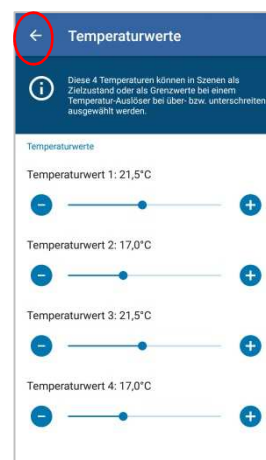 Temperaturwerte
Diese 4 Temperaturen können in Szenen als
Zielzustand oder als Grenzwerte bei einem
Temperatur-Auslöser bei über- bzw. unterschreiten
ausgewählt werden.
Temperaturwerte
Temperaturwert 1: 21,5°C
Temperaturwert 2: 17,0°C
Temperaturwert 3: 21,5°C
Temperaturwert 4: 17,0°C